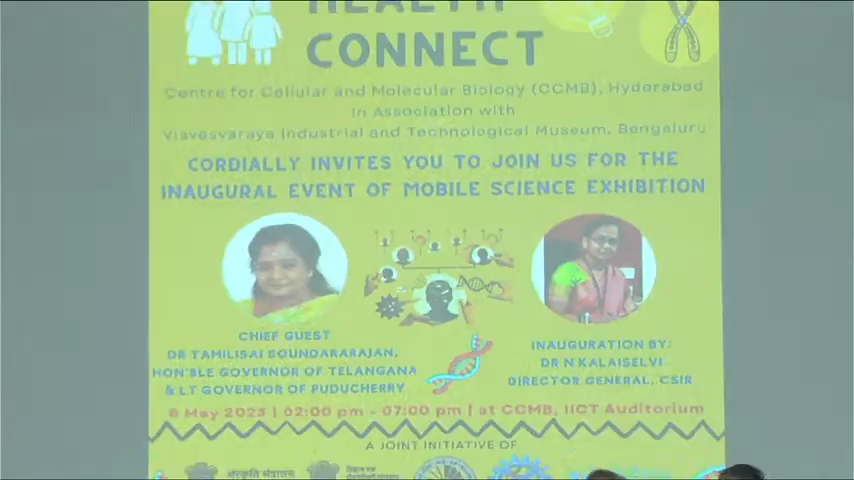 HEALTH
CONNECT
Centre for Cellular and Molecular Biology (CCMB), Hyderabad
in Association with
Visvesvaraya Industrial and Technological Museum, Bengaluru
CORDIALLY INVITES YOU TO JOIN US FOR THE
INAUGURAL EVENT OF MOBILE SCIENCE EXHIBITION
CHIEF GUEST
DR TAMILISAI SOUNDARARAJAN,
HON'BLE GOVERNOR OF TELANGANA
& LT GOVERNOR OF PUDUCHERRY
INAUGURATION BY:
DR N KALAISELVI
DIRECTOR GENERAL, CSIR
8 May 2023 | 02:00 pm - 07:00 pm | at CCMB, IICT Auditorium
A JOINT INITIATIVE OF